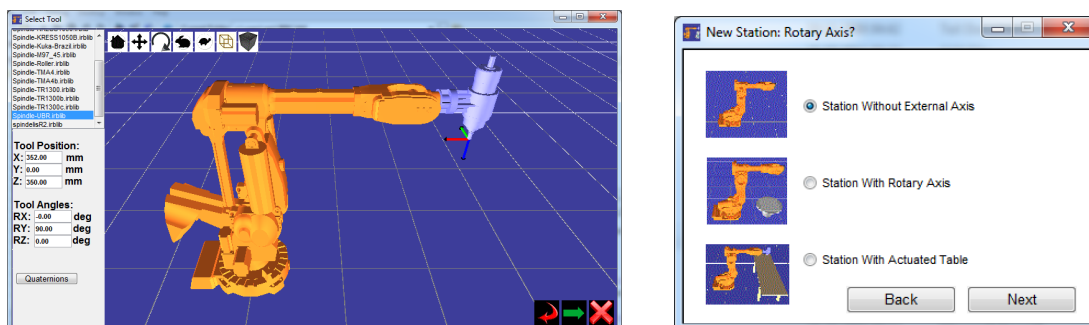 Select Tool
Spindle-KRESS1050B.irblib
Spindle-Kuka-Brazil.irblib
Spindle-M97_45.irblib
Spindle-Roller.irblib
Spindle-TMA4.irblib
Spindle-TMA4b.irblib
Spindle-TR1300.irblib
Spindle-TR1300b.irblib
Spindle-TR1300c.irblib
Spindle-UBR.irblib
spindelisR2.irblib
Tool Position:
X: 352.00 mm
Y: 0.00 mm
Z: 350.00 mm
Tool Angles:
RX: -0.00 deg
RY: 90.00 deg
RZ: 0.00 deg
Quaternions
New Station: Rotary Axis?
Station Without External Axis
Station With Rotary Axis
Station With Actuated Table
Back Next